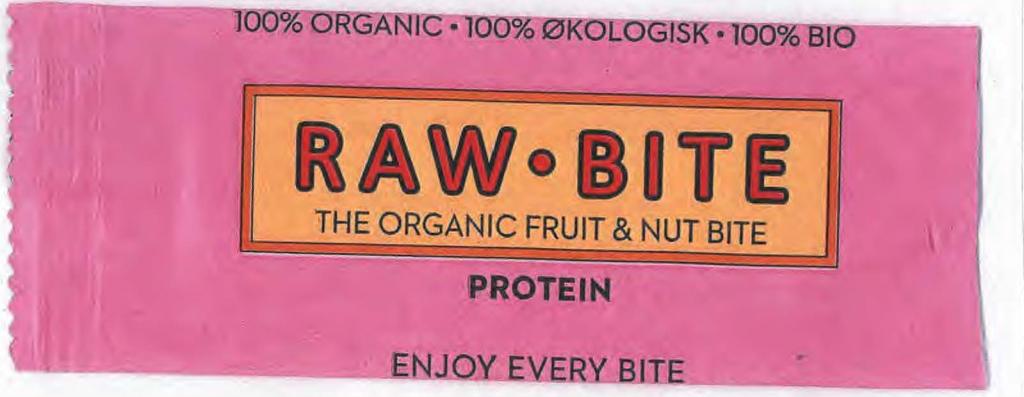 100% ORGANIC • 100% ØKOLOGISK • 100% BIO
RAW•BITE
THE ORGANIC FRUIT & NUT BITE
PROTEIN
ENJOY EVERY BITE